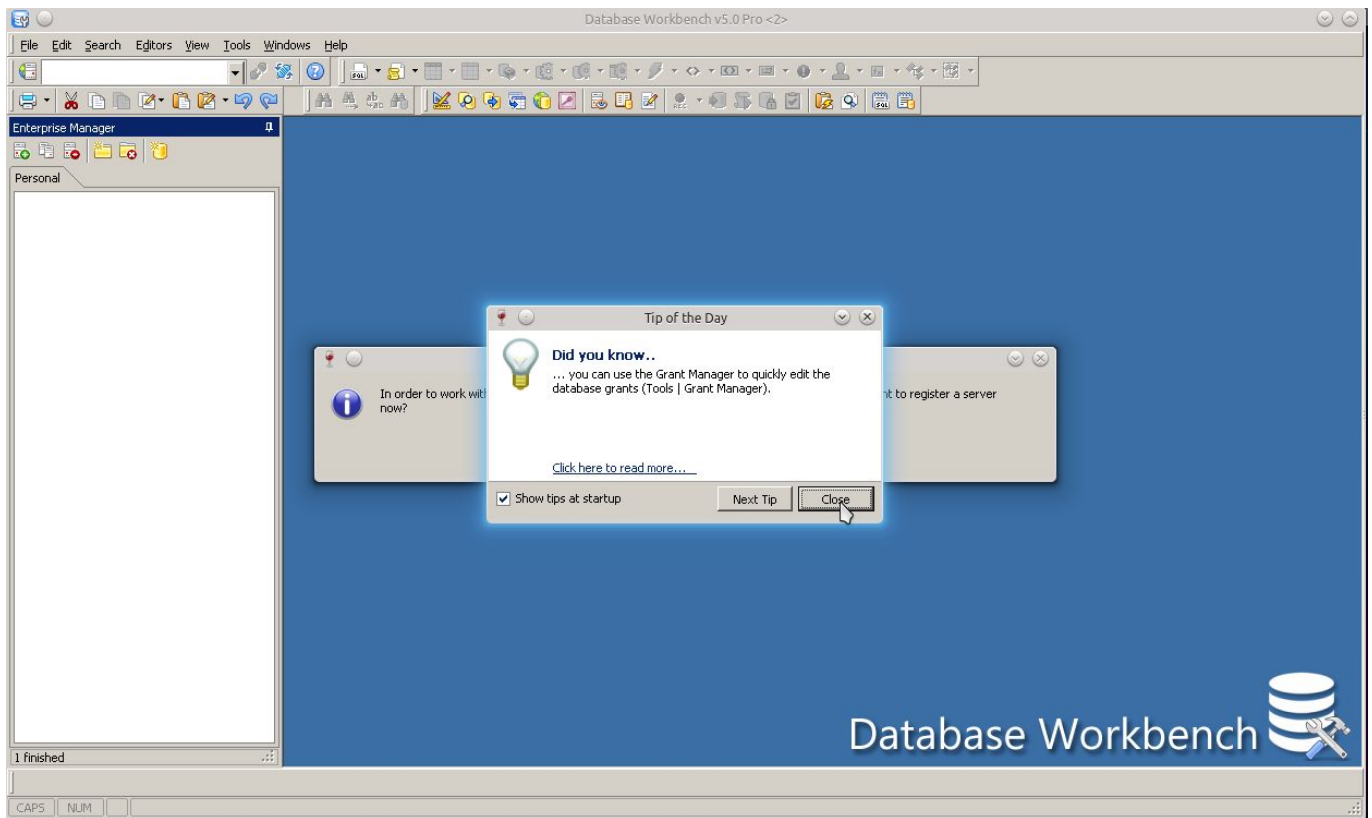 Database Workbench v5.0 Pro <2>
File Edit Search Editors View Tools Windows Help
Enterprise Manager
Personal
Tip of the Day
Did you know..
... you can use the Grant Manager to quickly edit the
database grants (Tools | Grant Manager).
In order to work with
nt to register a server
now?
Click here to read more...
Show tips at startup
Next Tip
Close
Database Workbench
1 finished
CAPS NUM